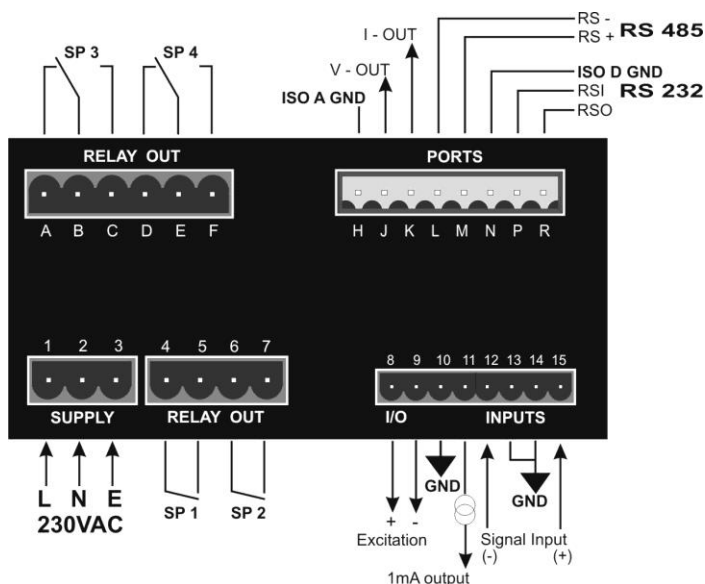 SP 3
SP 4
I - OUT
V - OUT
ISO A GND
RS -
RS +
RS 485
ISO D GND
RSI
RS 232
RSO
RELAY OUT
PORTS
A B C D E F
H J K L M N P R
1 2 3
4 5 6 7
8 9 10 11 12 13 14 15
SUPPLY
RELAY OUT
I/O
INPUTS
L N E
230VAC
SP 1
SP 2
GND
GND
+ -
Excitation
Signal Input
(-) (+)
1mA output